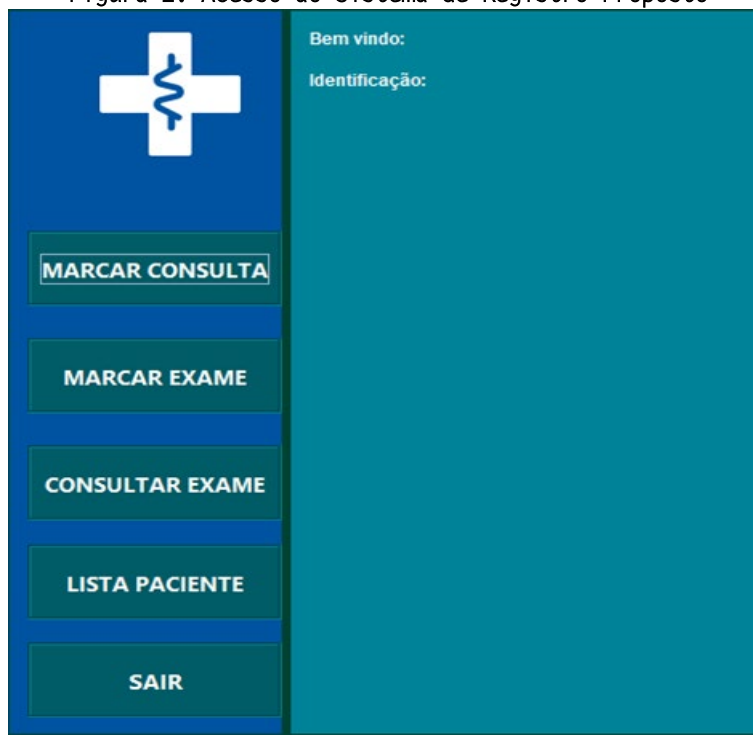 Bem vindo:
Identificação:
MARCAR CONSULTA
MARCAR EXAME
CONSULTAR EXAME
LISTA PACIENTE
SAIR